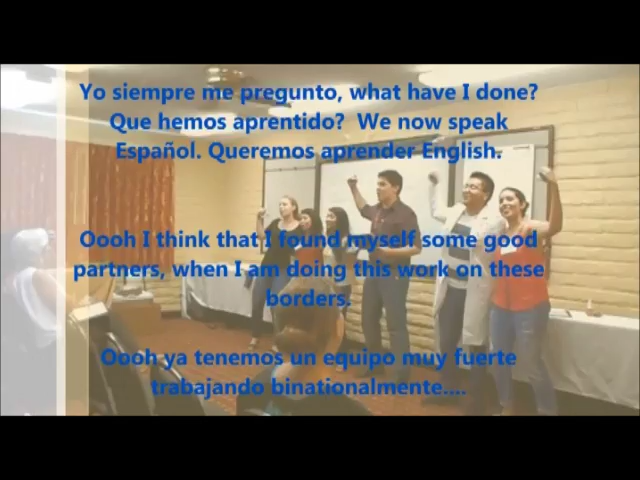 Yo siempre me pregunto, what have I done?
Que hemos aprentido?  We now speak
Español. Queremos aprender English.
Oooh I think that I found myself some good
partners, when I am doing this work on these
borders.
Oooh ya tenemos un equipo muy fuerte
trabajando binationalmente....